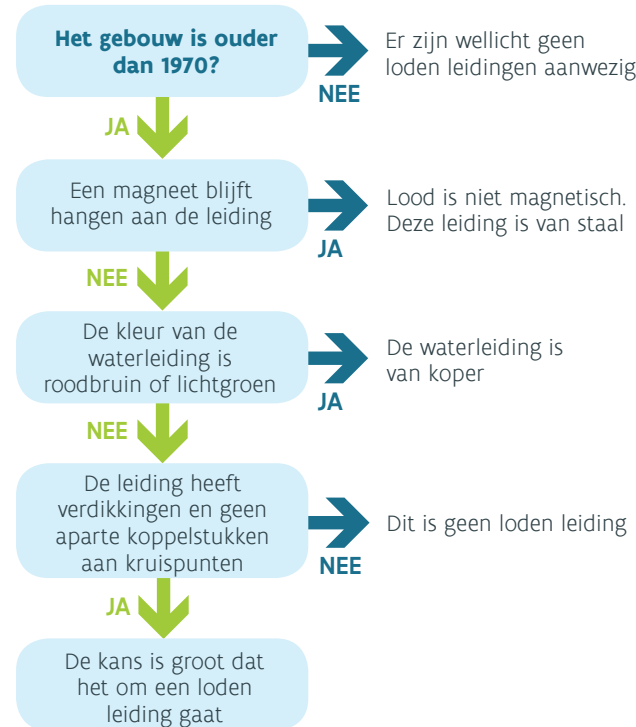 Het gebouw is ouder
dan 1970?
NEE
Er zijn wellicht geen
loden leidingen aanwezig
JA
Een magneet blijft
hangen aan de leiding
JA
Lood is niet magnetisch.
Deze leiding is van staal
NEE
De kleur van de
waterleiding is
roodbruin of lichtgroen
JA
De waterleiding is
van koper
NEE
De leiding heeft
verdikkingen en geen
aparte koppelstukken
aan kruispunten
NEE
Dit is geen loden leiding
JA
De kans is groot dat
het om een loden
leiding gaat